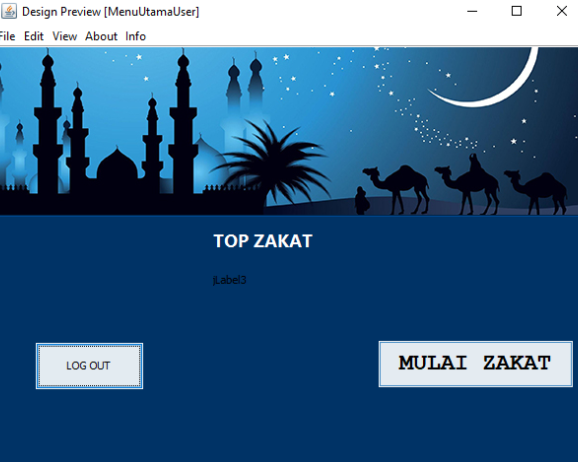 Design Preview [MenuUtamaUser]
File Edit View About Info
TOP ZAKAT
jLabel3
LOG OUT
MULAI ZAKAT